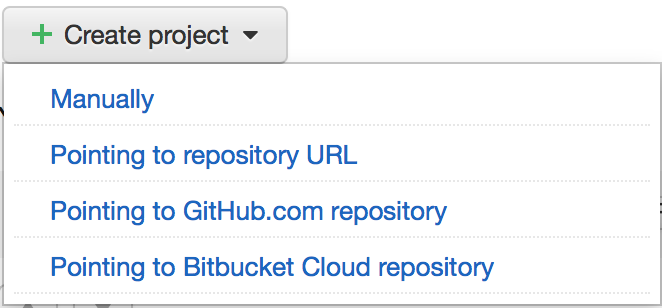 Create project
Manually
Pointing to repository URL
Pointing to GitHub.com repository
Pointing to Bitbucket Cloud repository